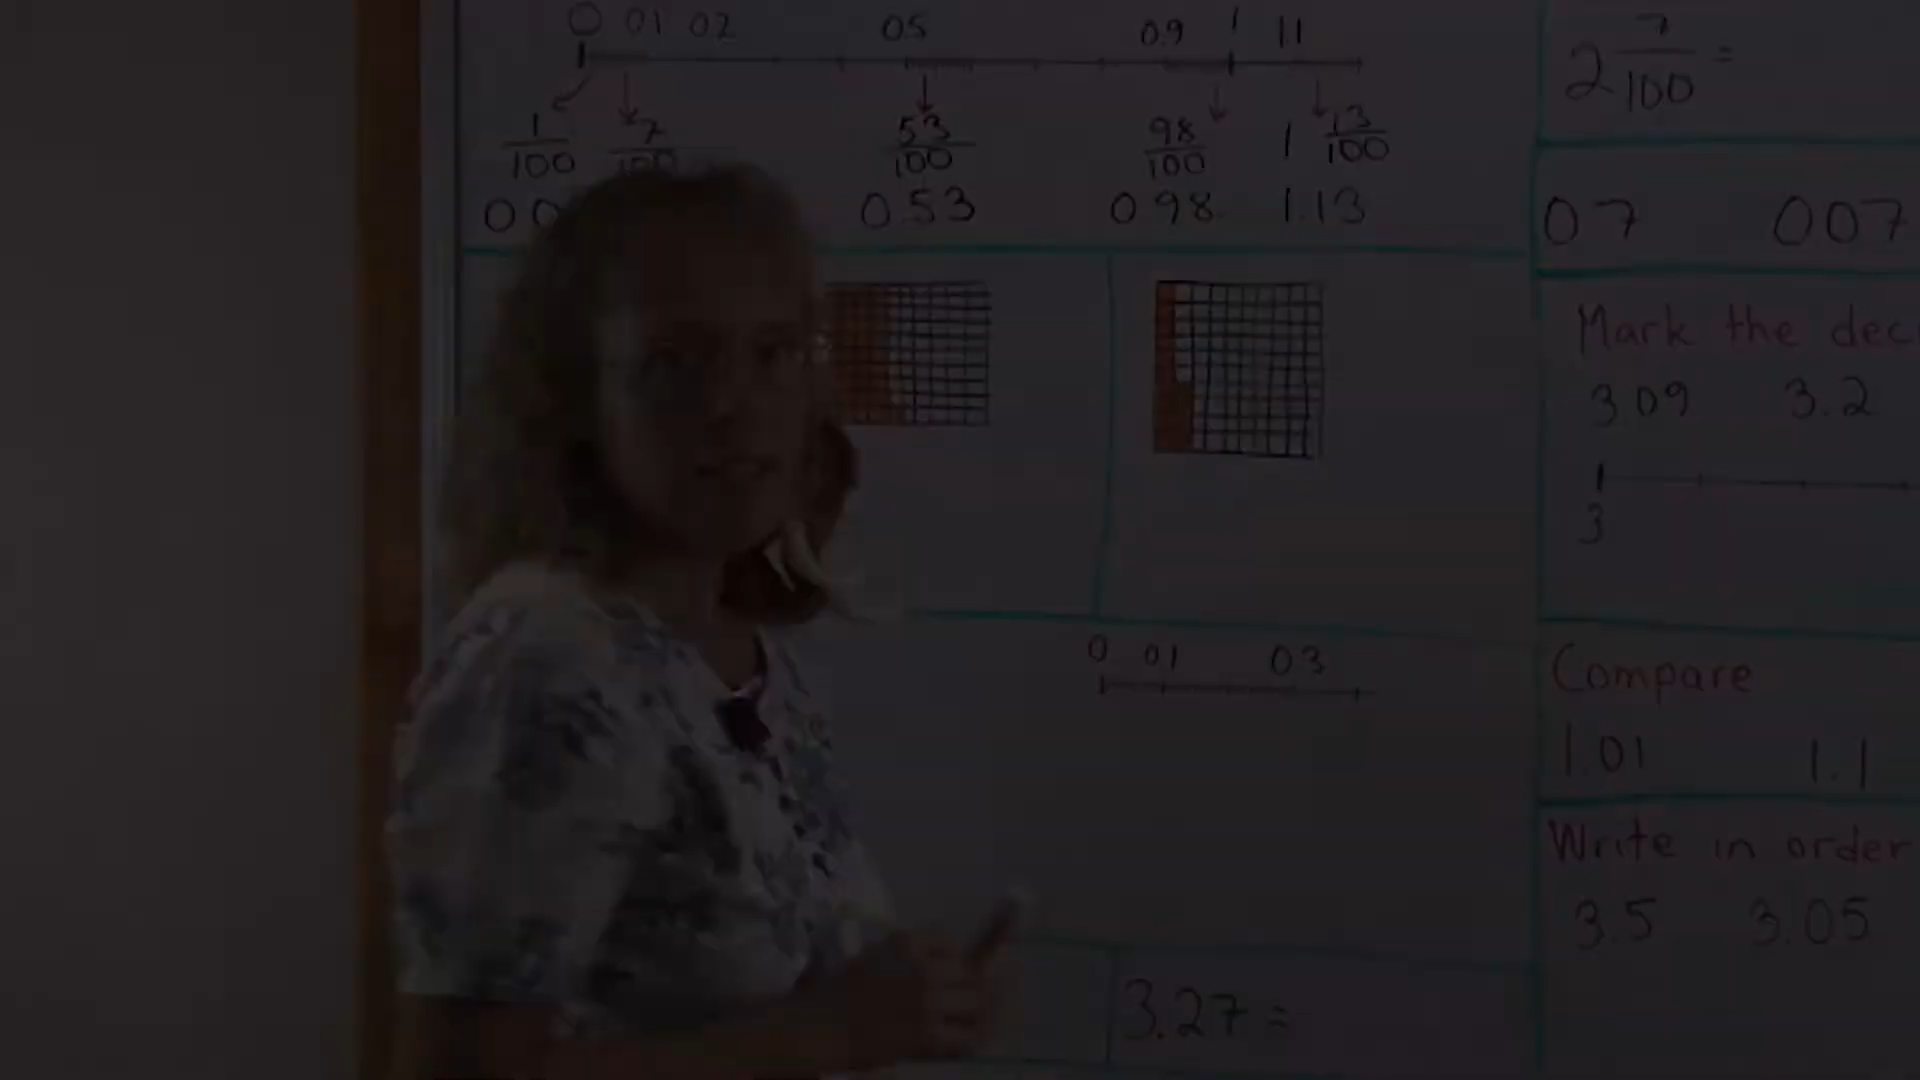 0 0.1 0.2 0.5 0.9 1 1.1
1/100 7/100 53/100 98/100 1 13/100
0.53 0.98 1.13
0 0.1 0.3
3.27 =
2 7/100 =
0.7 0.07
Mark the dec
3.09 3.2
3
Compare
1.01 1.1
Write in order
3.5 3.05